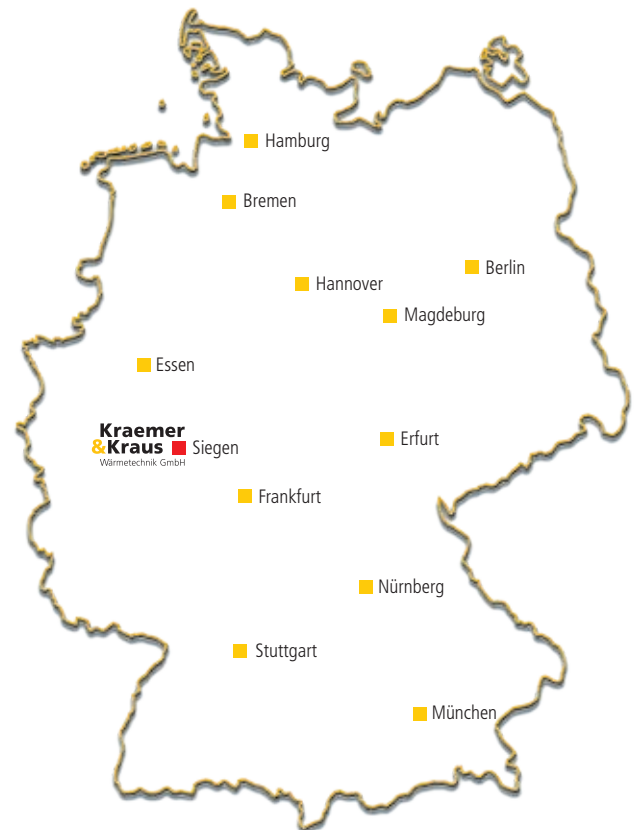 Hamburg
Bremen
Berlin
Hannover
Magdeburg
Essen
Kraemer
&Kraus
Wärmetechnik GmbH
Siegen
Erfurt
Frankfurt
Nürnberg
Stuttgart
München